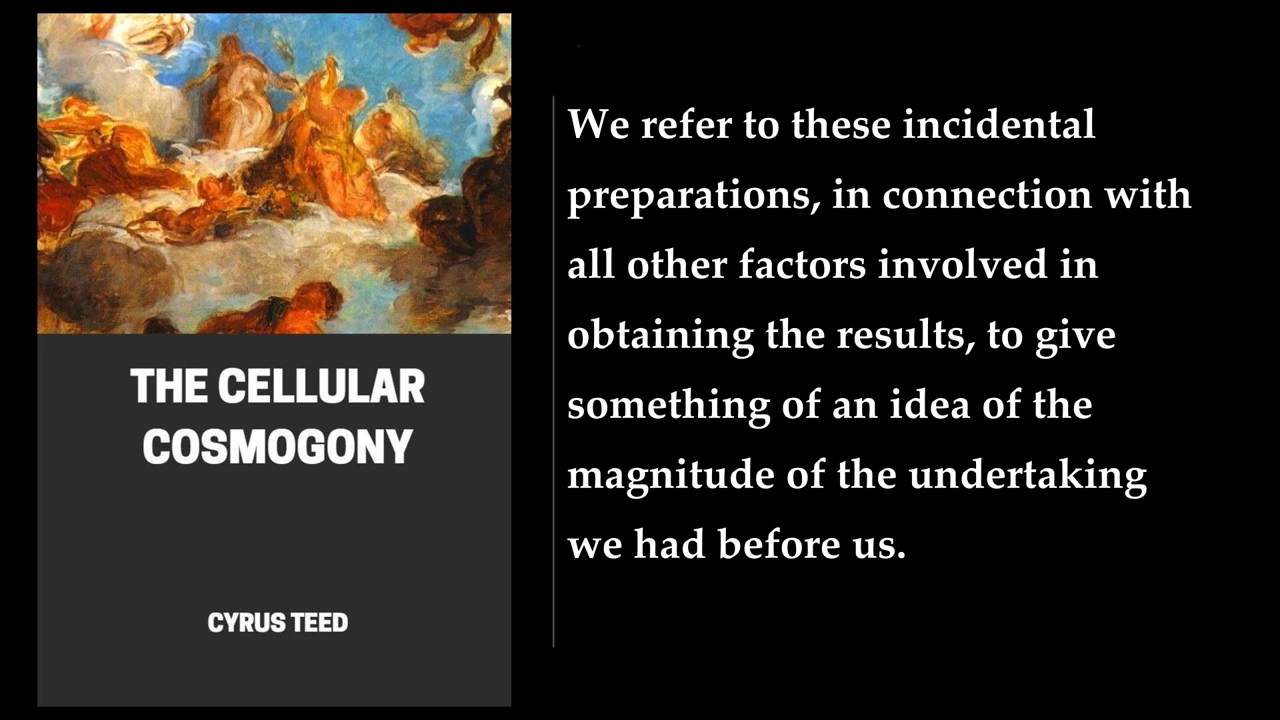 THE CELLULAR
COSMOGONY
CYRUS TEED
We refer to these incidental
preparations, in connection with
all other factors involved in
obtaining the results, to give
something of an idea of the
magnitude of the undertaking
we had before us.